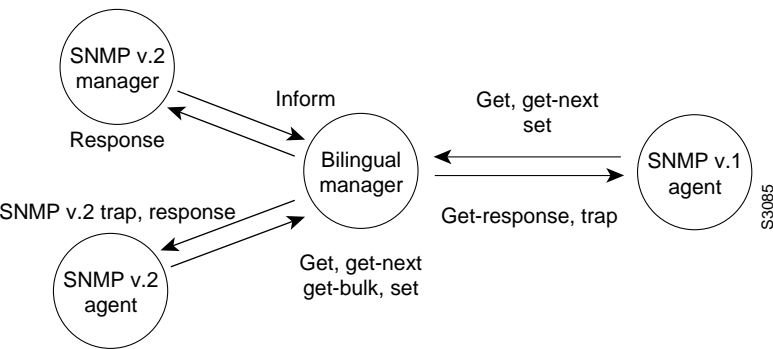 SNMP v.2
manager
Inform
Response
Get, get-next
set
Bilingual
manager
SNMP v.1
agent
Get-response, trap
SNMP v.2 trap, response
SNMP v.2
agent
Get, get-next
get-bulk, set
S3085